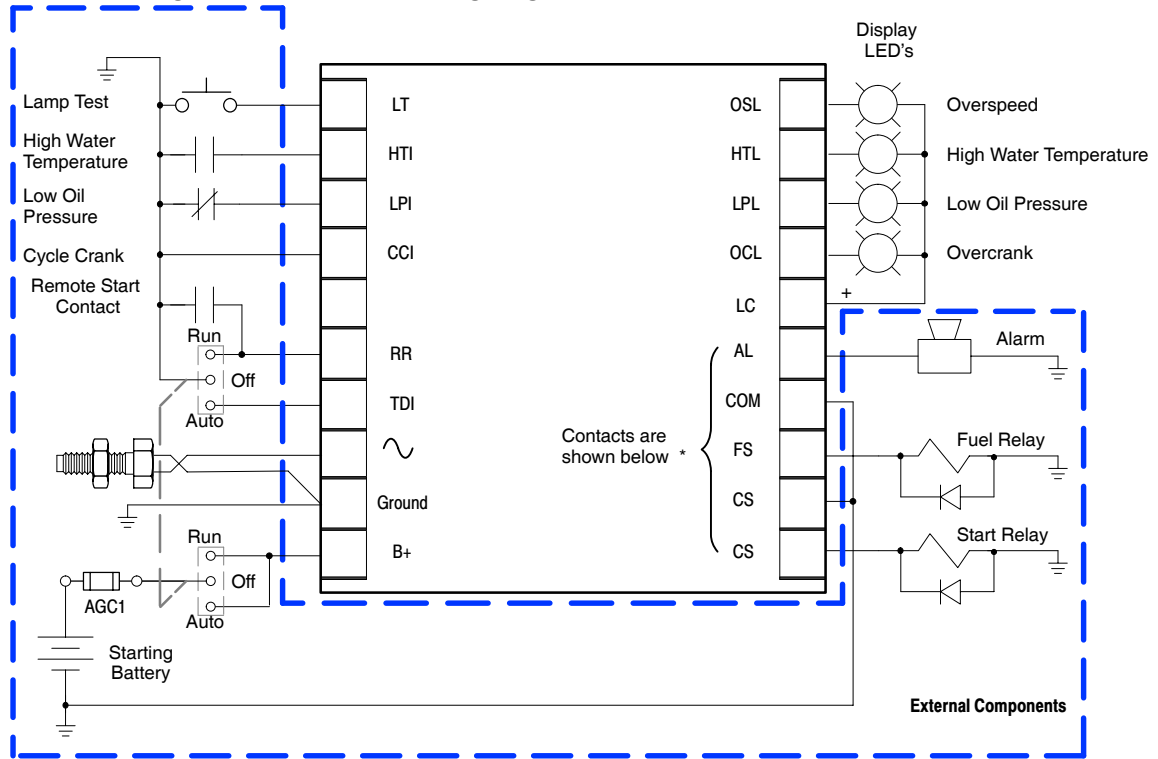 Display
LED's
Lamp Test
LT
OSL
Overspeed
High Water
Temperature
HTI
HTL
High Water Temperature
Low Oil
Pressure
LPI
LPL
Low Oil Pressure
Cycle Crank
CCI
OCL
Overcrank
Remote Start
Contact
LC
+
Run
RR
AL
Alarm
Off
Auto
TDI
COM
Contacts are
shown below *
FS
Fuel Relay
Ground
CS
Run
B+
CS
Start Relay
Off
AGC1
Auto
Starting
Battery
External Components